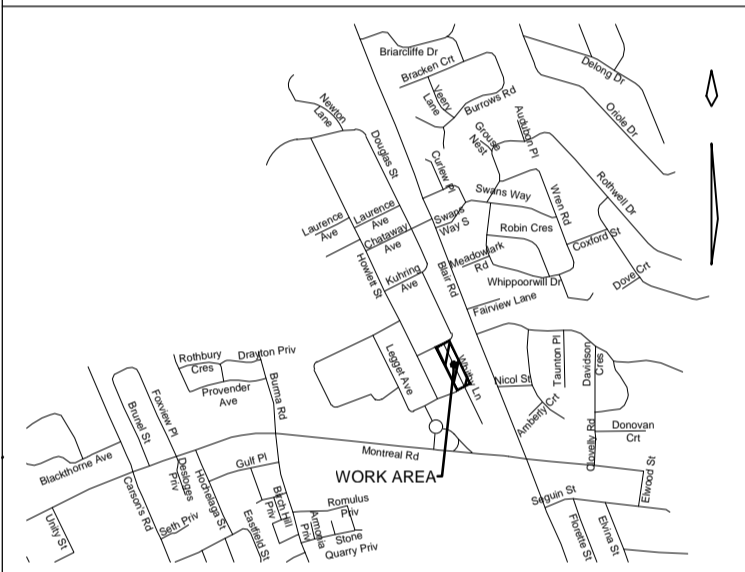 Briarcliffe Dr
Bracken Crt
Delong Dr
Veery
Lane
Burrows Rd
Newton
Lane
Oriole Dr
Audubon Pl
Grouse
Nest
Douglas St
Curlew Pl
Swans Way
Wren Rd
Rothwell Dr
Laurence
Ave
Laurence
Ave
Swans
Way S
Chataway
Ave
Robin Cres
Coxford St
Meadowlark
Rd
Blair Rd
Howlett St
Kuhring
Ave
Whippoorwill Dr
Dove Crt
Fairview Lane
Rothbury
Cres
Drayton Priv
Legget Ave
Taunton Pl
Davidson
Cres
Provender
Ave
Burma Rd
Nicol St
Foxview Pl
Brunel St
Amberly Crt
Donovan
Crt
Clovelly Rd
Montreal Rd
Blackthorne Ave
Gulf Pl
WORK AREA
Elwood St
Desloges
Priv
Carson's Rd
Hochelaga St
Birch Hill
Priv
Seguin St
Romulus
Priv
Unity St
Seth Priv
Eastfield St
Armonia
Priv
Stone
Quarry Priv
Florette St
Elvina St